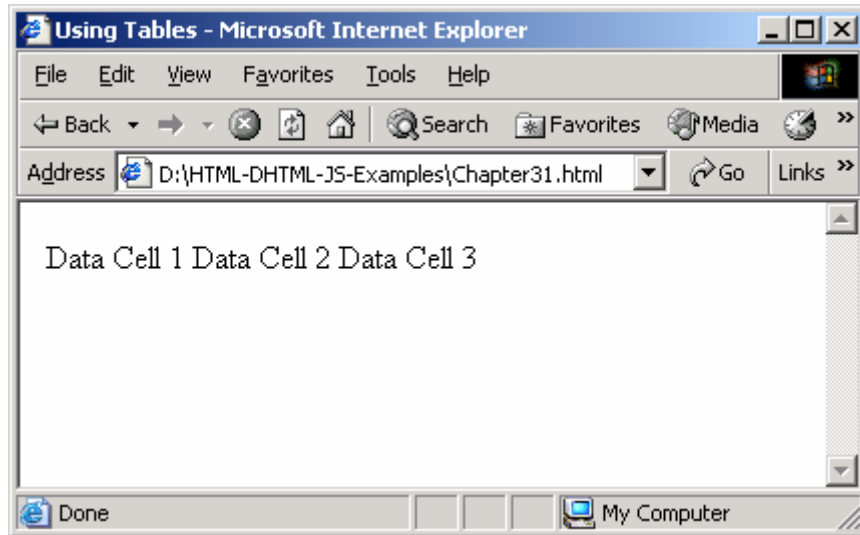 Using Tables - Microsoft Internet Explorer
File Edit View Favorites Tools Help
Back Search Favorites Media »
Address D:\HTML-DHTML-JS-Examples\Chapter31.html Go Links »
Data Cell 1 Data Cell 2 Data Cell 3
Done My Computer